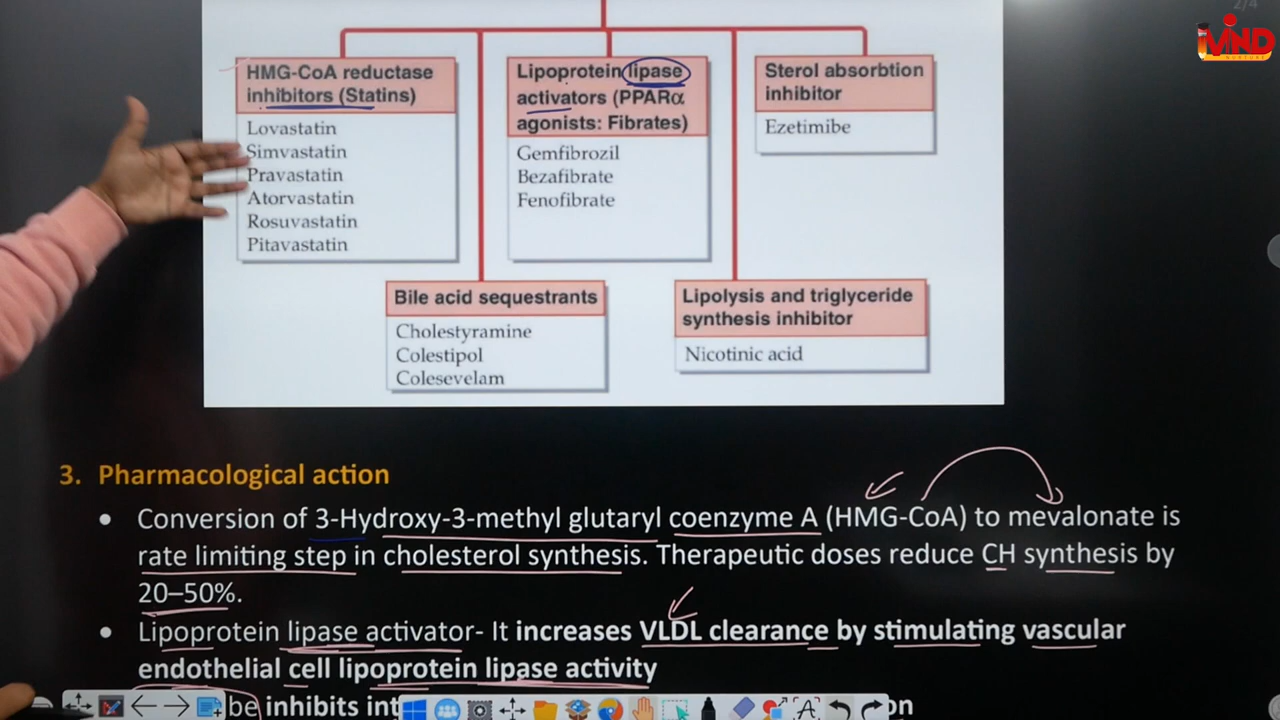 2/4
MIND
HMG-CoA reductase
inhibitors (Statins)
Lovastatin
Simvastatin
Pravastatin
Atorvastatin
Rosuvastatin
Pitavastatin
Lipoprotein lipase
activators (PPARα
agonists: Fibrates)
Gemfibrozil
Bezafibrate
Fenofibrate
Sterol absorbtion
inhibitor
Ezetimibe
Bile acid sequestrants
Cholestyramine
Colestipol
Colesevelam
Lipolysis and triglyceride
synthesis inhibitor
Nicotinic acid
3. Pharmacological action
• Conversion of 3-Hydroxy-3-methyl glutaryl coenzyme A (HMG-CoA) to mevalonate is
rate limiting step in cholesterol synthesis. Therapeutic doses reduce CH synthesis by
20–50%.
• Lipoprotein lipase activator- It increases VLDL clearance by stimulating vascular
endothelial cell lipoprotein lipase activity
be inhibits int
on